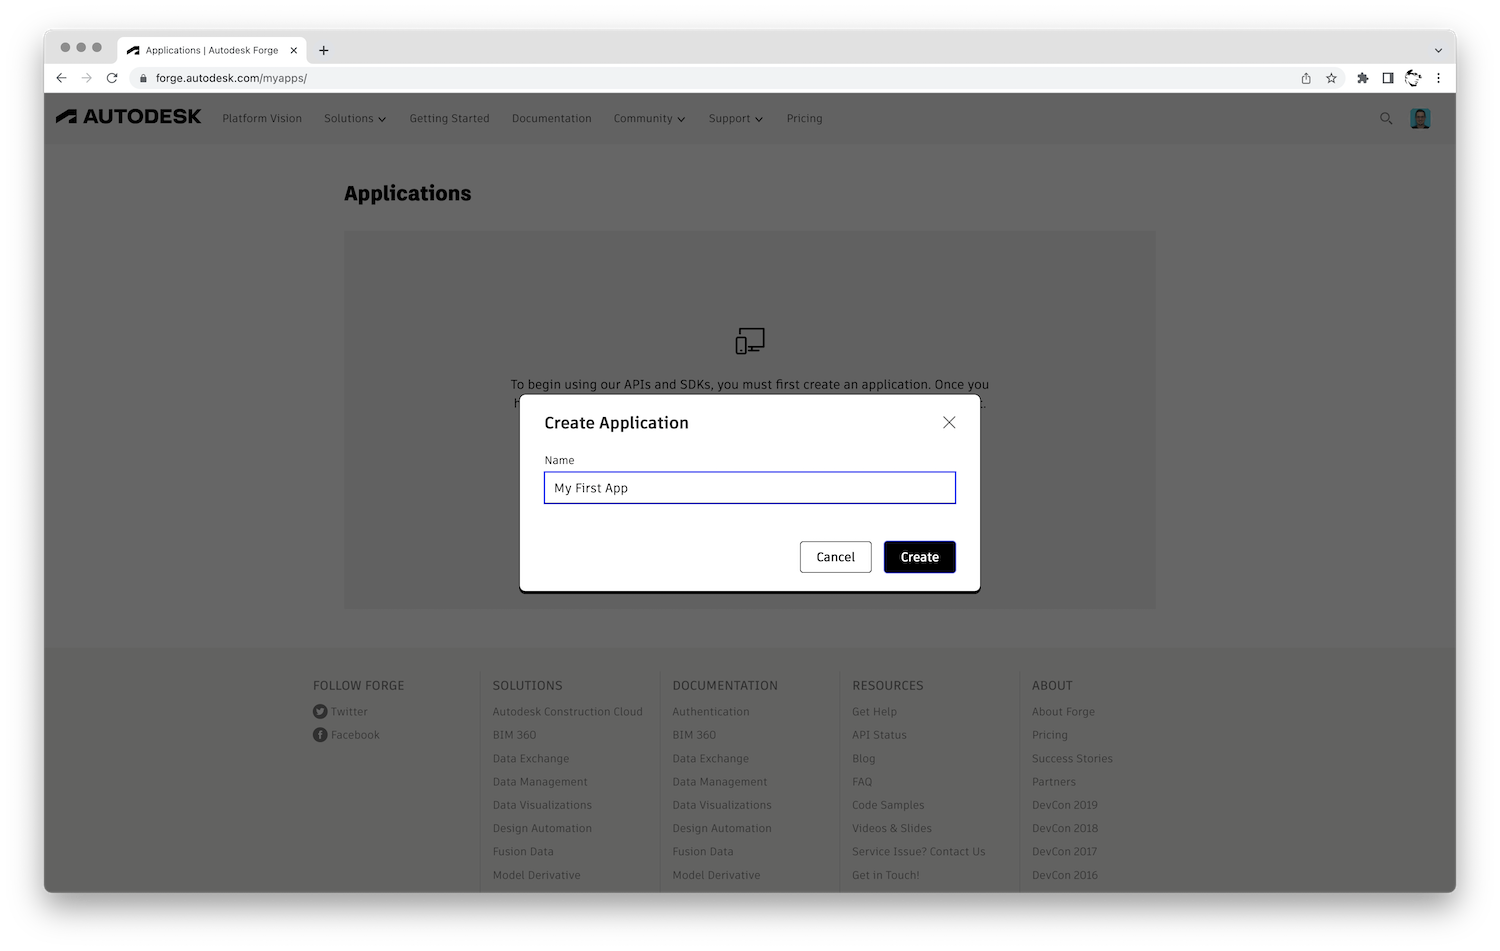 Applications | Autodesk Forge
forge.autodesk.com/myapps/
AUTODESK Platform Vision Solutions Getting Started Documentation Community Support Pricing
Applications
To begin using our APIs and SDKs, you must first create an application. Once you
Create Application
Name
My First App
Cancel Create
FOLLOW FORGE
Twitter
Facebook
SOLUTIONS
Autodesk Construction Cloud
BIM 360
Data Exchange
Data Management
Data Visualizations
Design Automation
Fusion Data
Model Derivative
DOCUMENTATION
Authentication
BIM 360
Data Exchange
Data Management
Data Visualizations
Design Automation
Fusion Data
Model Derivative
RESOURCES
Get Help
API Status
Blog
FAQ
Code Samples
Videos & Slides
Service Issue? Contact Us
Get in Touch!
ABOUT
About Forge
Pricing
Success Stories
Partners
DevCon 2019
DevCon 2018
DevCon 2017
DevCon 2016